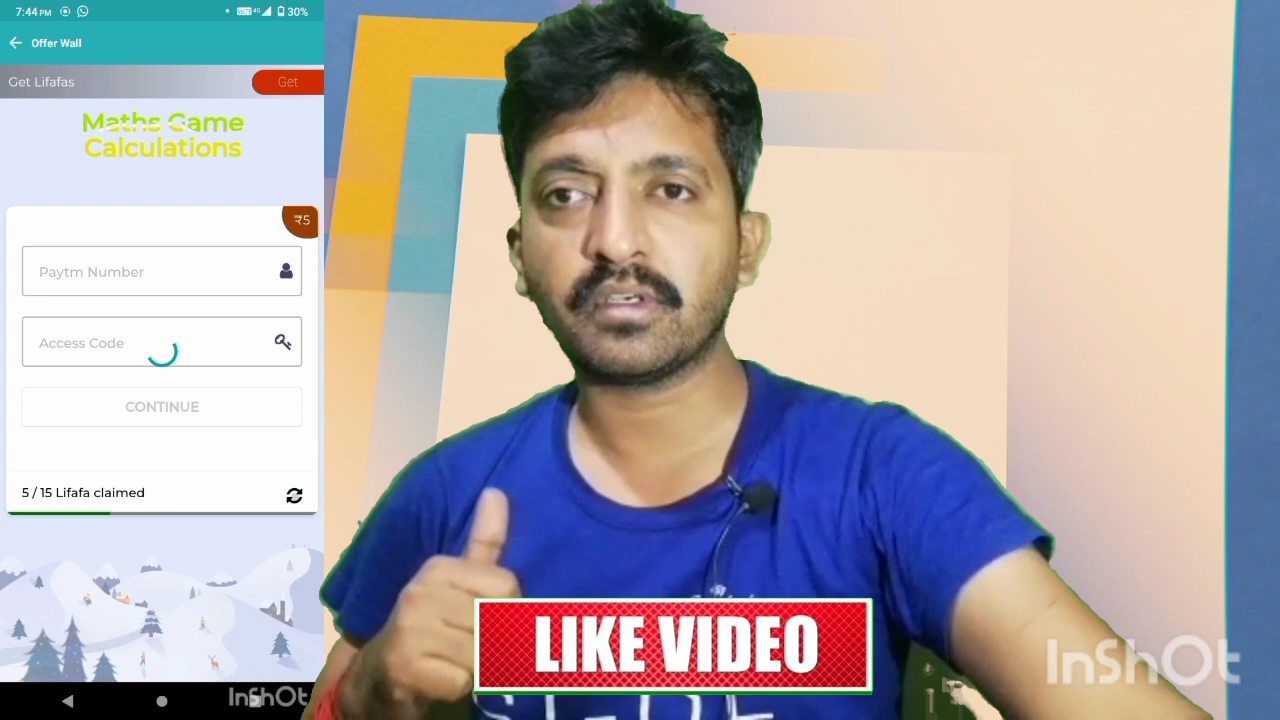 7:44 PM
4G
30%
Offer Wall
Get Lifafas
Get
Maths Game
Calculations
₹5
Paytm Number
Access Code
CONTINUE
5 / 15 Lifafa claimed
LIKE VIDEO
InShOt
InShOt